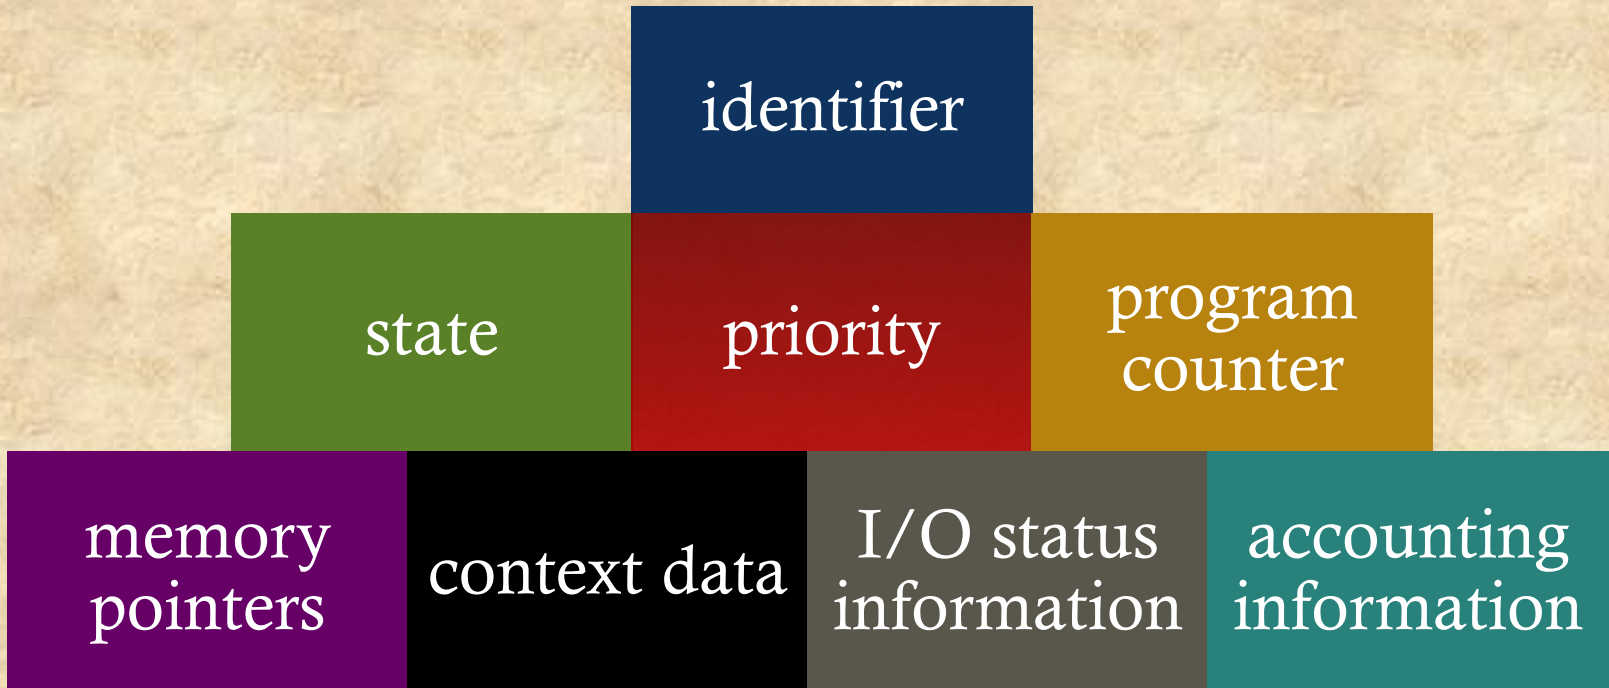 identifier
state
priority
program
counter
memory
pointers
context data
I/O status
information
accounting
information